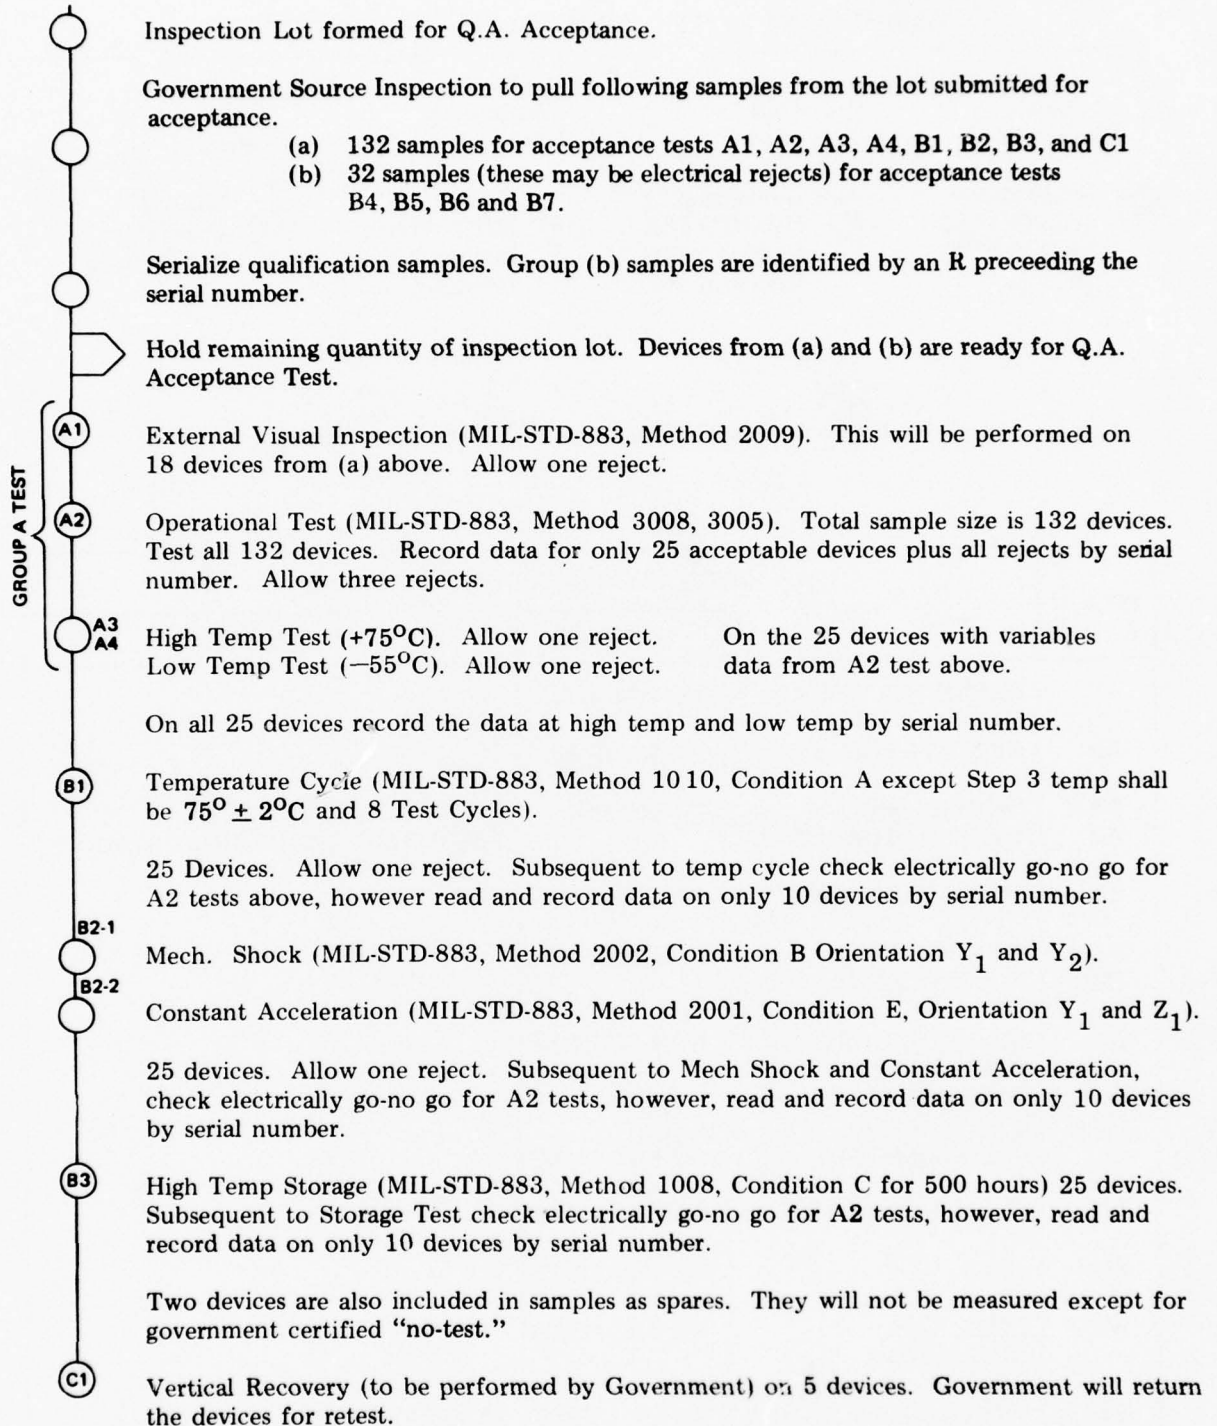 Inspection Lot formed for Q.A. Acceptance.
Government Source Inspection to pull following samples from the lot submitted for
acceptance.
(a) 132 samples for acceptance tests A1, A2, A3, A4, B1, B2, B3, and C1
(b) 32 samples (these may be electrical rejects) for acceptance tests
B4, B5, B6 and B7.
Serialize qualification samples. Group (b) samples are identified by an R preceeding the
serial number.
Hold remaining quantity of inspection lot. Devices from (a) and (b) are ready for Q.A.
Acceptance Test.
GROUP A TEST
A1
External Visual Inspection (MIL-STD-883, Method 2009). This will be performed on
18 devices from (a) above. Allow one reject.
A2
Operational Test (MIL-STD-883, Method 3008, 3005). Total sample size is 132 devices.
Test all 132 devices. Record data for only 25 acceptable devices plus all rejects by serial
number. Allow three rejects.
A3
A4
High Temp Test (+75°C). Allow one reject. On the 25 devices with variables
Low Temp Test (−55°C). Allow one reject. data from A2 test above.
On all 25 devices record the data at high temp and low temp by serial number.
B1
Temperature Cycle (MIL-STD-883, Method 1010, Condition A except Step 3 temp shall
be 75° ± 2°C and 8 Test Cycles).
25 Devices. Allow one reject. Subsequent to temp cycle check electrically go-no go for
A2 tests above, however read and record data on only 10 devices by serial number.
B2-1
Mech. Shock (MIL-STD-883, Method 2002, Condition B Orientation Y1 and Y2).
B2-2
Constant Acceleration (MIL-STD-883, Method 2001, Condition E, Orientation Y1 and Z1).
25 devices. Allow one reject. Subsequent to Mech Shock and Constant Acceleration,
check electrically go-no go for A2 tests, however, read and record data on only 10 devices
by serial number.
B3
High Temp Storage (MIL-STD-883, Method 1008, Condition C for 500 hours) 25 devices.
Subsequent to Storage Test check electrically go-no go for A2 tests, however, read and
record data on only 10 devices by serial number.
Two devices are also included in samples as spares. They will not be measured except for
government certified “no-test.”
C1
Vertical Recovery (to be performed by Government) on 5 devices. Government will return
the devices for retest.